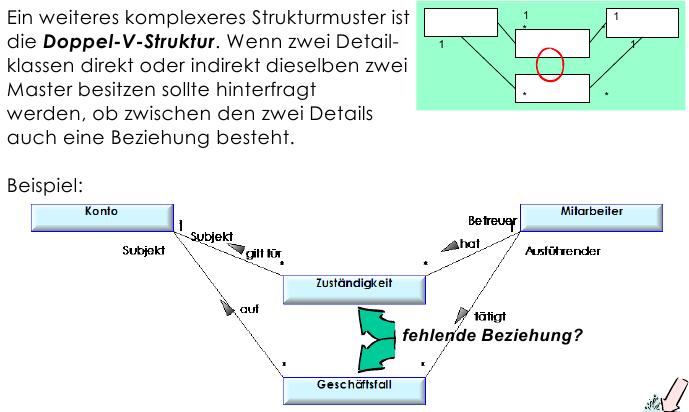 Ein weiteres komplexeres Strukturmuster ist
die Doppel-V-Struktur. Wenn zwei Detail-
klassen direkt oder indirekt dieselben zwei
Master besitzen sollte hinterfragt
werden, ob zwischen den zwei Details
auch eine Beziehung besteht.
1 1
*
1 1
* *
Beispiel:
Konto Mitarbeiter
1 Subjekt Betreuer 1
Subjekt gilt für hat Ausführender
* *
Zuständigkeit
auf tätigt
fehlende Beziehung?
* *
Geschäftsfall